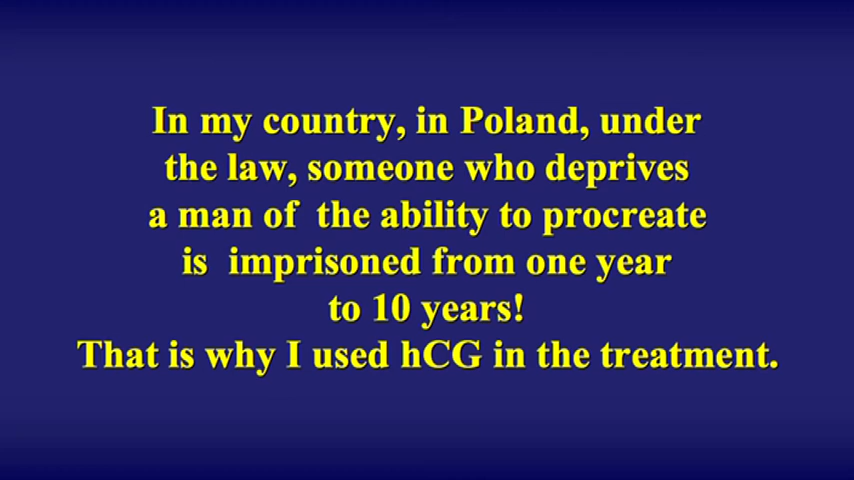 In my country, in Poland, under
the law, someone who deprives
a man of the ability to procreate
is imprisoned from one year
to 10 years!
That is why I used hCG in the treatment.